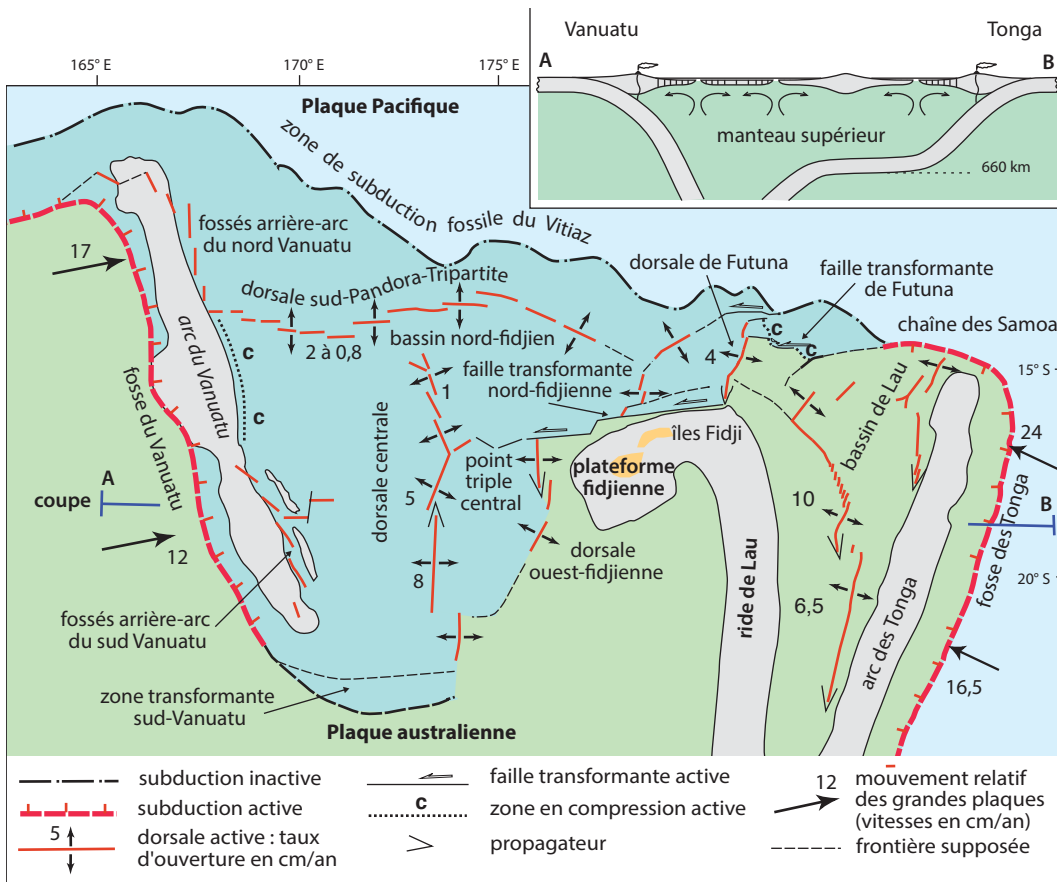 Vanuatu
Tonga
A
B
manteau supérieur
660 km
165° E
170° E
175° E
Plaque Pacifique
zone de subduction fossile du Vitiaz
fossés arrière-arc
du nord Vanuatu
17
dorsale sud-Pandora-Tripartite
2 à 0,8
bassin nord-fidjien
dorsale de Futuna
faille transformante
de Futuna
c
c
chaîne des Samoa
4
faille transformante
nord-fidjienne
15° S
arc du Vanuatu
c
c
fosse du Vanuatu
1
dorsale centrale
bassin de Lau
îles Fidji
plateforme
fidjienne
point
triple
central
24
coupe
A
5
10
B
12
8
dorsale
ouest-fidjienne
fosse des Tonga
20° S
fossés arrière-arc
du sud Vanuatu
ride de Lau
6,5
arc des Tonga
16,5
zone transformante
sud-Vanuatu
Plaque australienne
subduction inactive
subduction active
5
dorsale active : taux
d'ouverture en cm/an
faille transformante active
c
zone en compression active
propagateur
12
mouvement relatif
des grandes plaques
(vitesses en cm/an)
frontière supposée